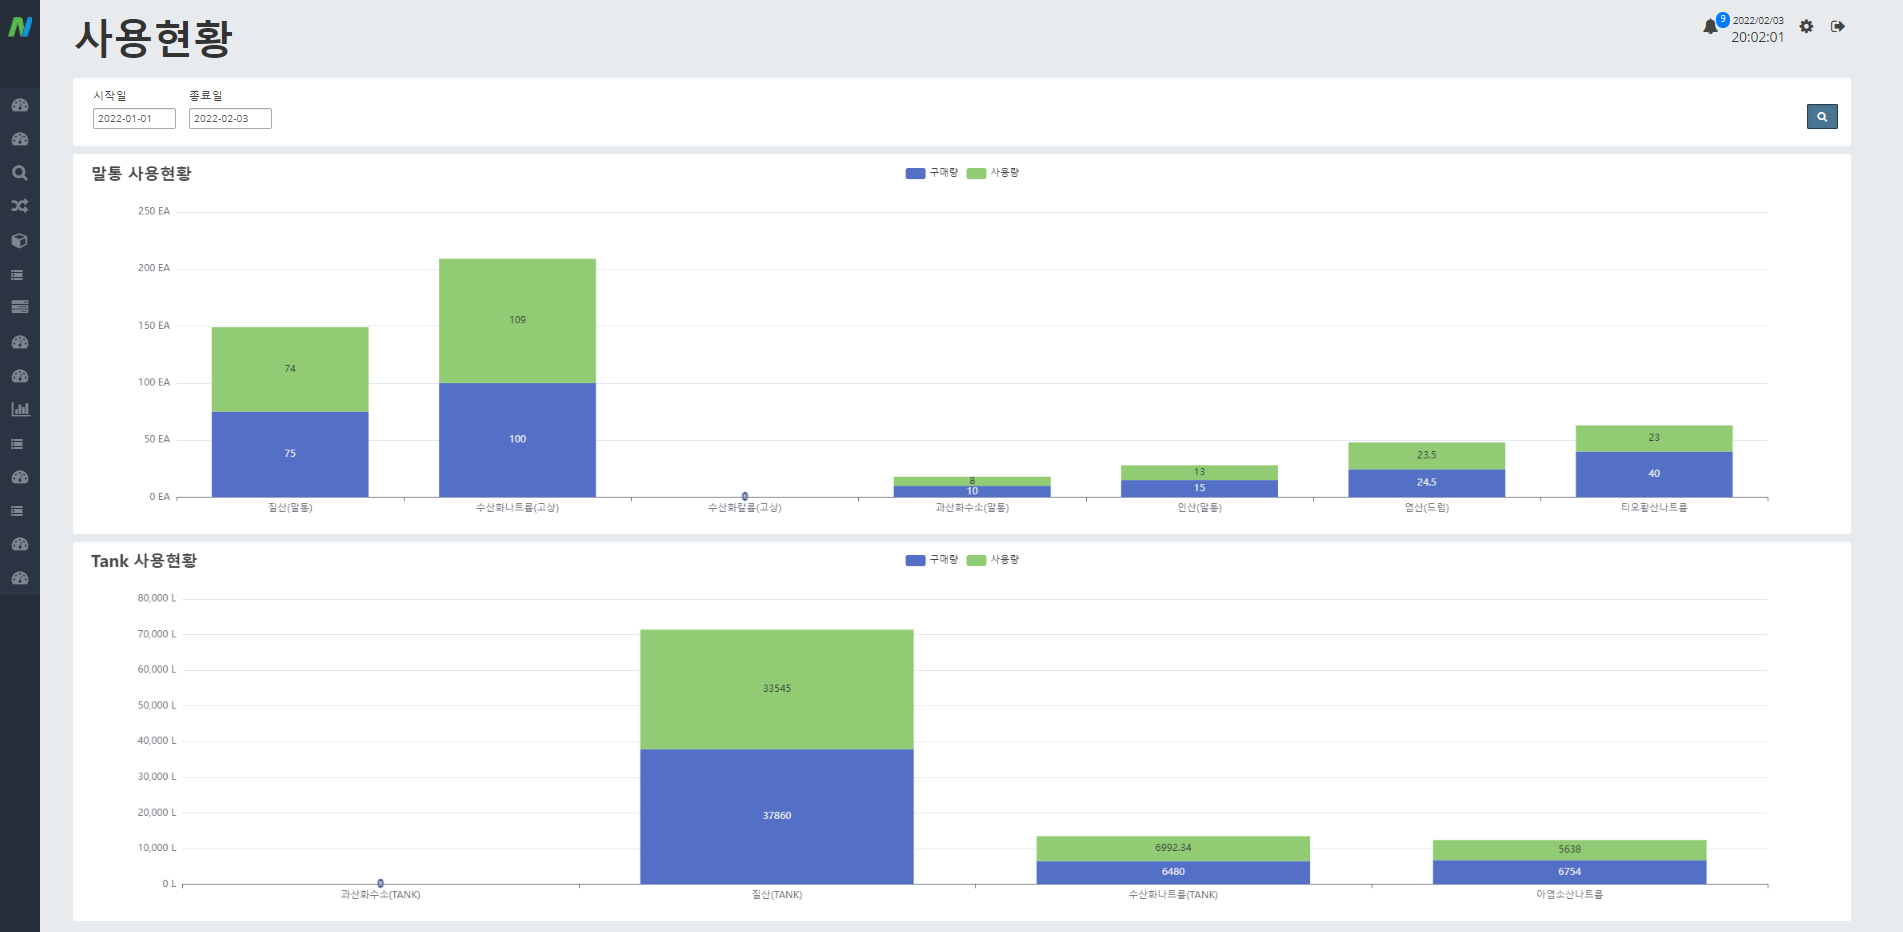 사용현황
9
2022/02/03
20:02:01
시작일 종료일
2022-01-01 2022-02-03
말통 사용현황
구매량 사용량
250 EA
200 EA
150 EA
100 EA
50 EA
0 EA
74
75
109
100
0
8
10
13
15
23.5
24.5
23
40
질산(말통) 수산화나트륨(고상) 수산화칼륨(고상) 과산화수소(말통) 인산(말통) 염산(드럼) 티오황산나트륨
Tank 사용현황
구매량 사용량
80,000 L
70,000 L
60,000 L
50,000 L
40,000 L
30,000 L
20,000 L
10,000 L
0 L
0
33545
37860
6992.34
6480
5638
6754
과산화수소(TANK) 질산(TANK) 수산화나트륨(TANK) 아염소산나트륨